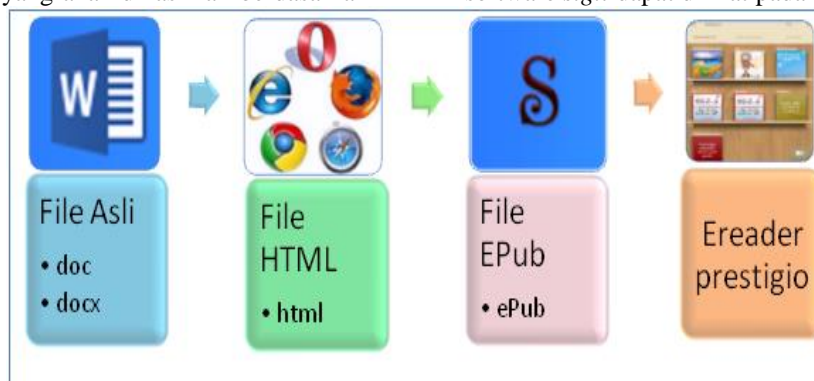 W
S
File Asli
• doc
• docx
File
HTML
• html
File
EPub
• ePub
Ereader
prestigio